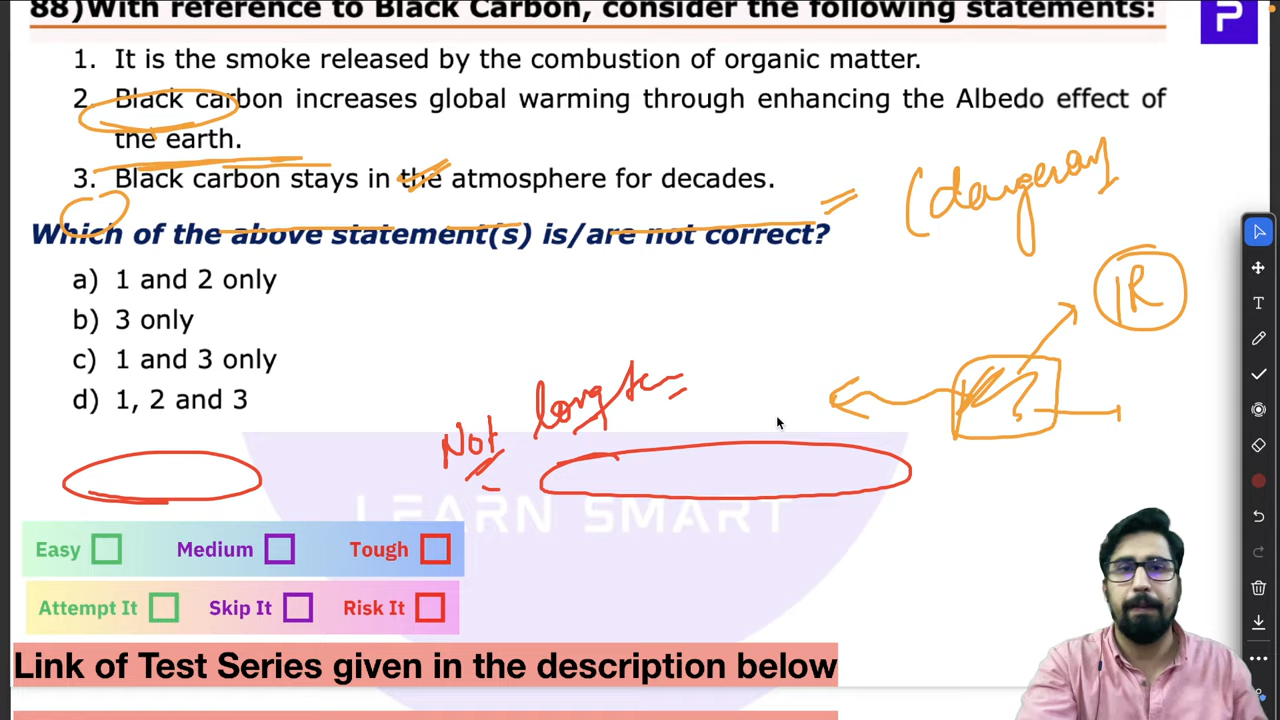 88)With reference to Black Carbon, consider the following statements:
P
1. It is the smoke released by the combustion of organic matter.
2. Black carbon increases global warming through enhancing the Albedo effect of
the earth.
3. Black carbon stays in the atmosphere for decades.
Which of the above statement(s) is/are not correct?
a) 1 and 2 only
b) 3 only
c) 1 and 3 only
d) 1, 2 and 3
IR
Not long
LEARN SMART
Easy Medium Tough
Attempt It Skip It Risk It
Link of Test Series given in the description below
T